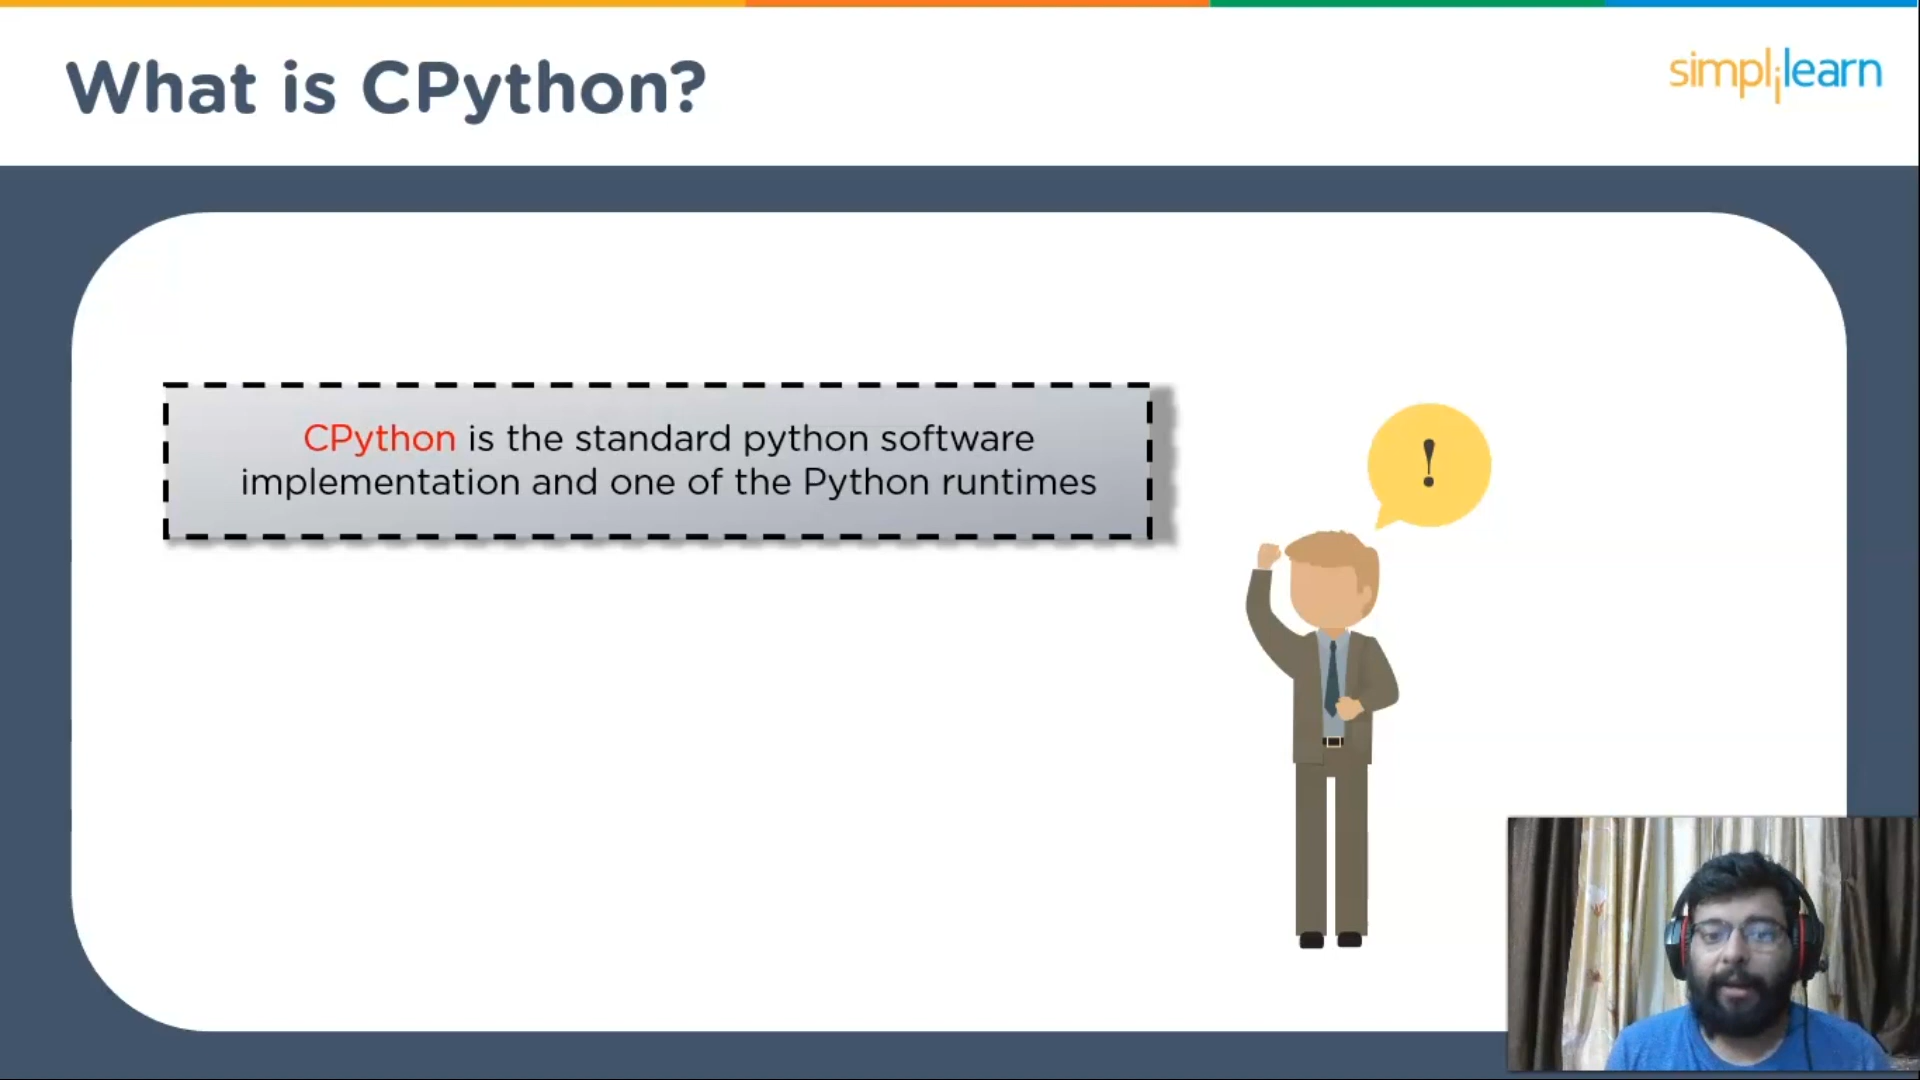 What is CPython?
simplilearn
CPython is the standard python software
implementation and one of the Python runtimes
!